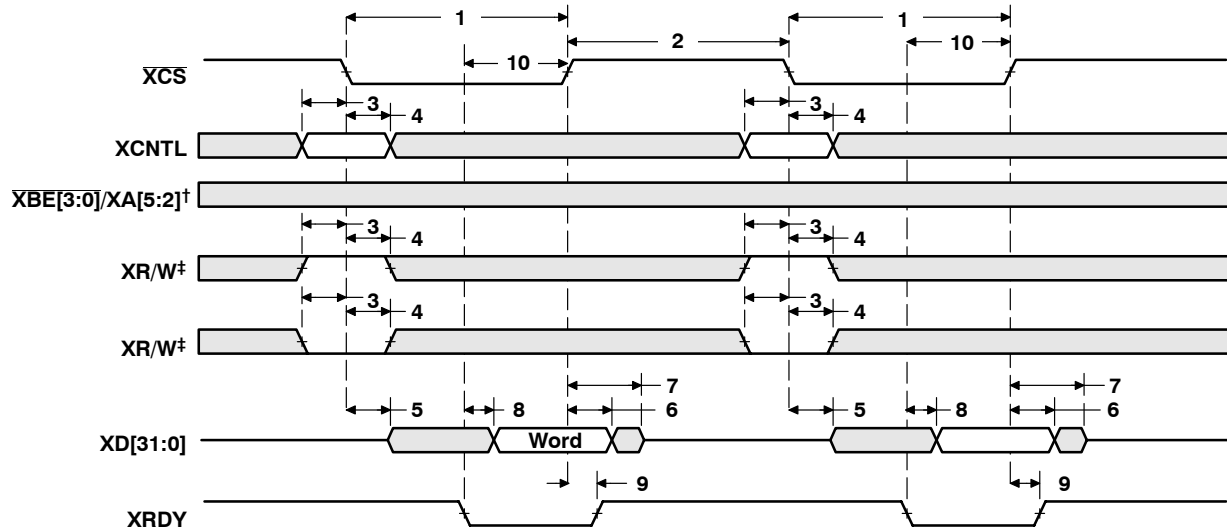 1 1
10 2 10
XCS
3 3
4 4
XCNTL
XBE[3:0]/XA[5:2]†
3 3
4 4
XR/W‡
3 3
4 4
XR/W‡
7 7
5 8 6 5 8 6
XD[31:0] Word
9 9
XRDY